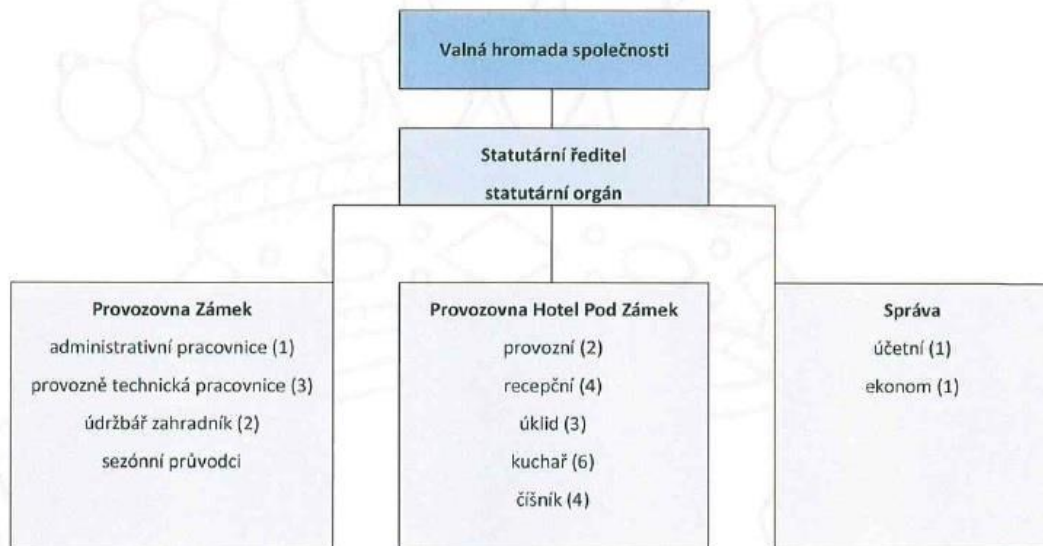 Valná hromada společnosti
Statutární ředitel
statutární orgán
Provozovna Zámek
administrativní pracovnice (1)
provozně technická pracovnice (3)
údržbář zahradník (2)
sezónní průvodci
Provozovna Hotel Pod Zámek
provozní (2)
recepční (4)
úklid (3)
kuchař (6)
číšník (4)
Správa
účetní (1)
ekonom (1)